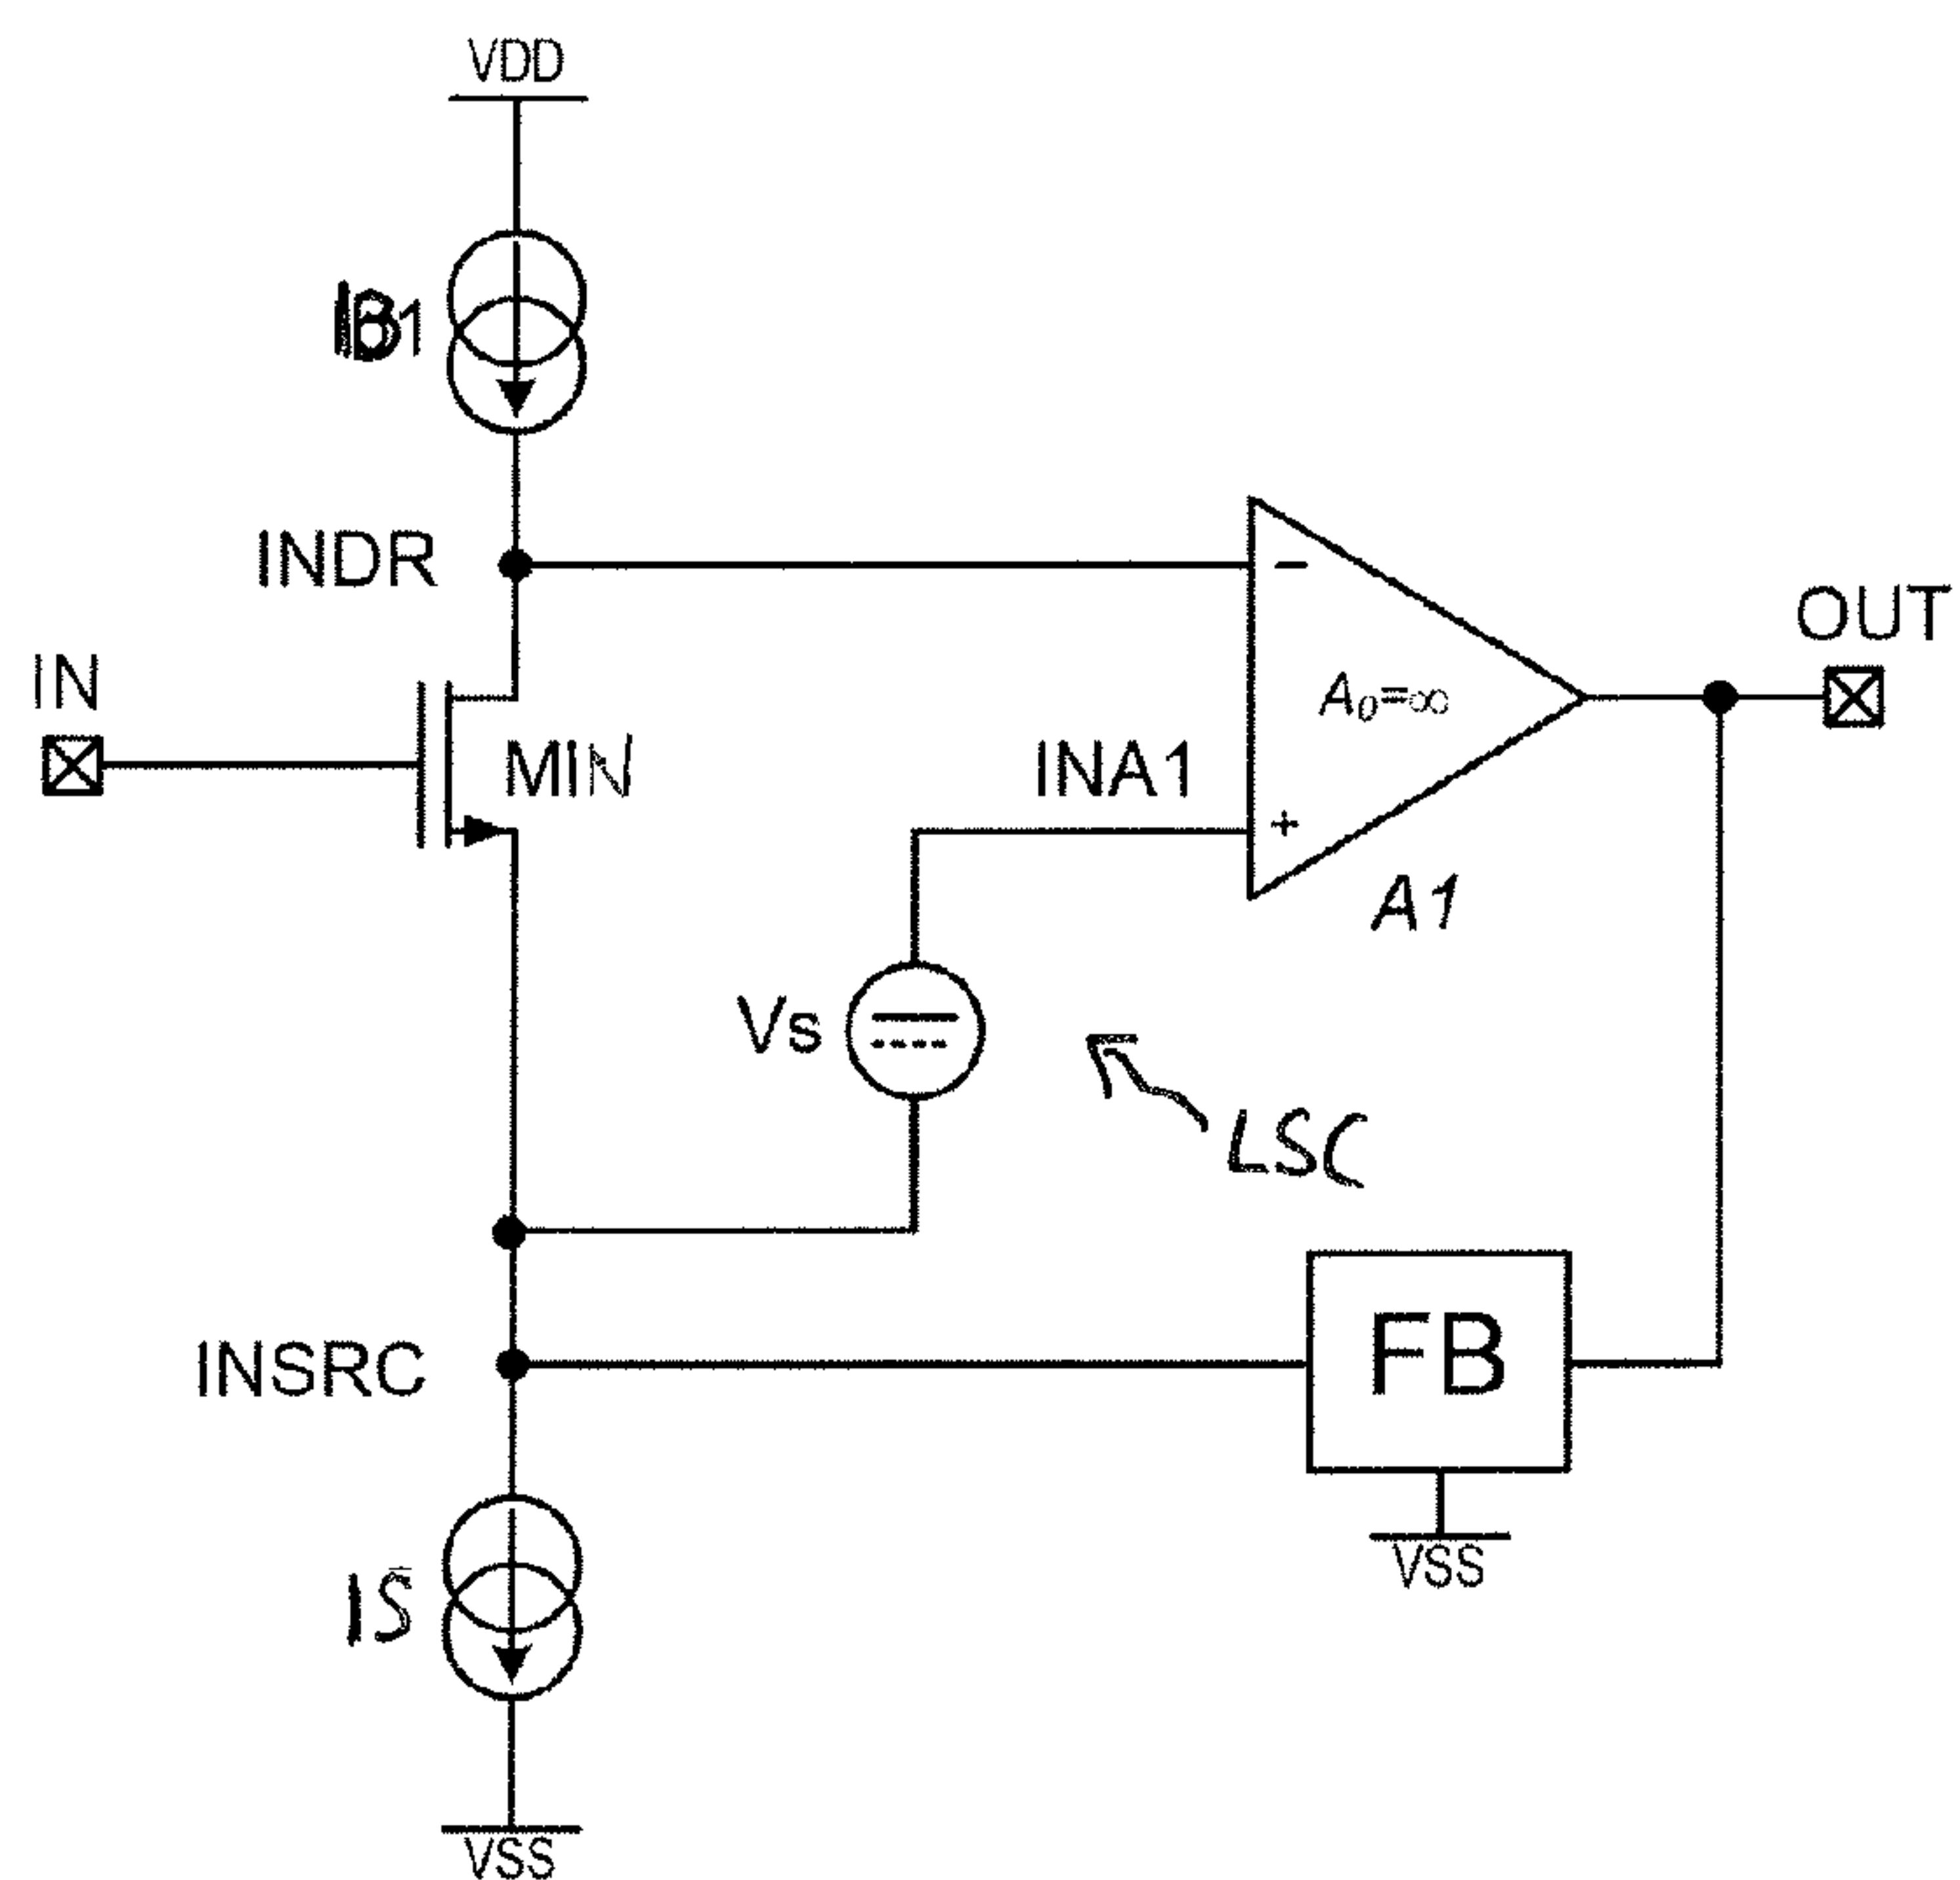 VDD
IB1
INDR
IN
MIN
INA1
-
A0=∞
+
A1
OUT
Vs
LSC
INSRC
FB
VSS
IS
VSS